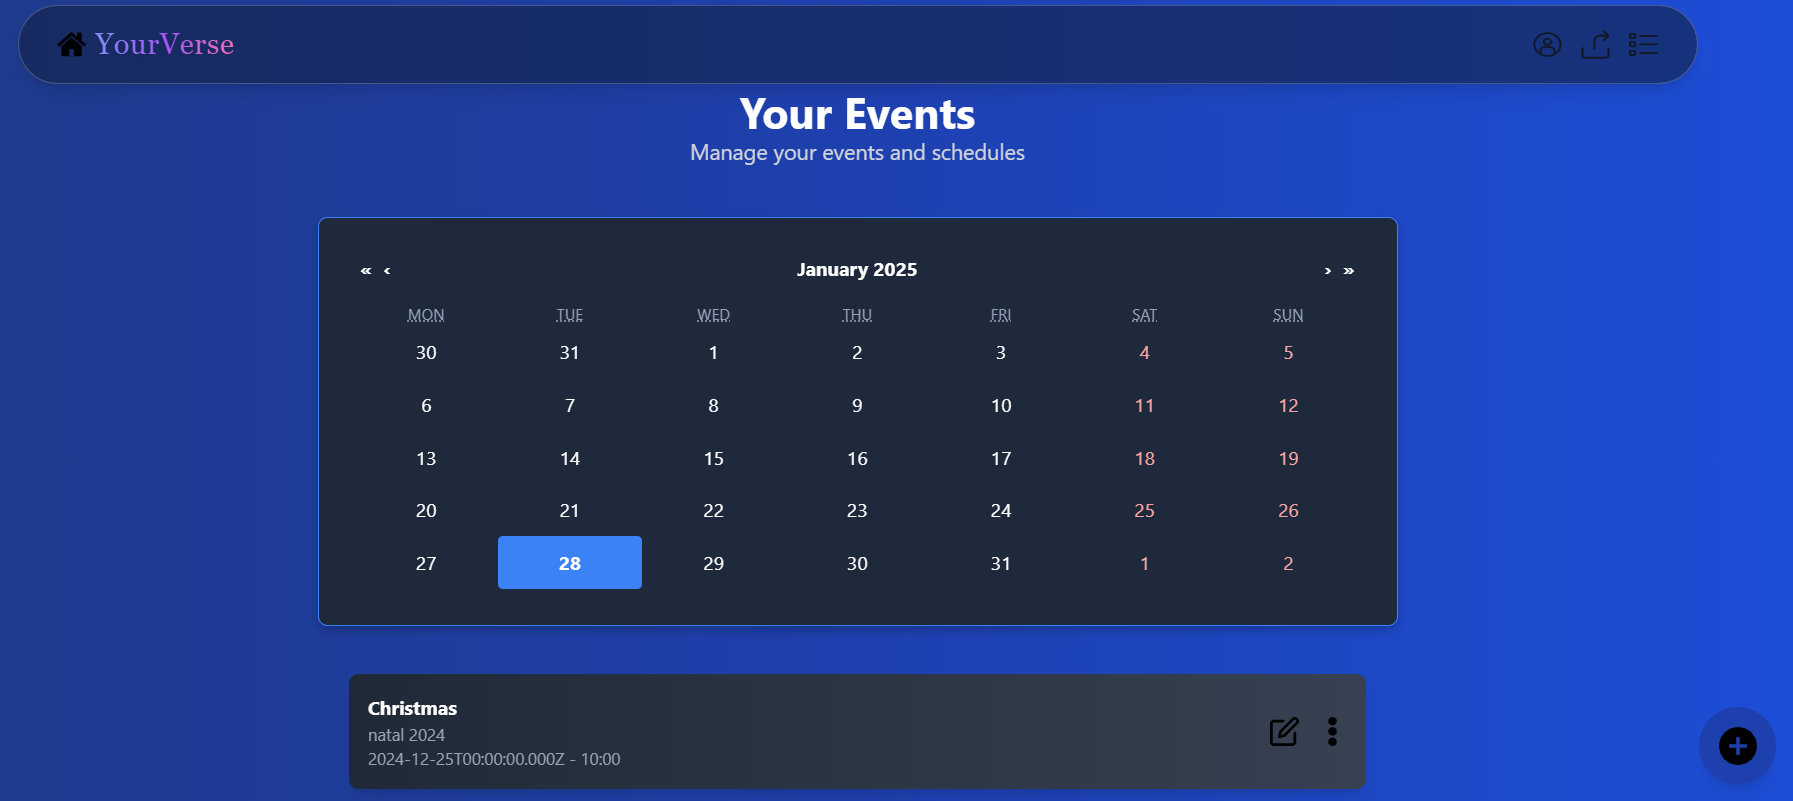 YourVerse
Your Events
Manage your events and schedules
« ‹ January 2025 › »
MON TUE WED THU FRI SAT SUN
30 31 1 2 3 4 5
6 7 8 9 10 11 12
13 14 15 16 17 18 19
20 21 22 23 24 25 26
27 28 29 30 31 1 2
Christmas
natal 2024
2024-12-25T00:00:00.000Z - 10:00